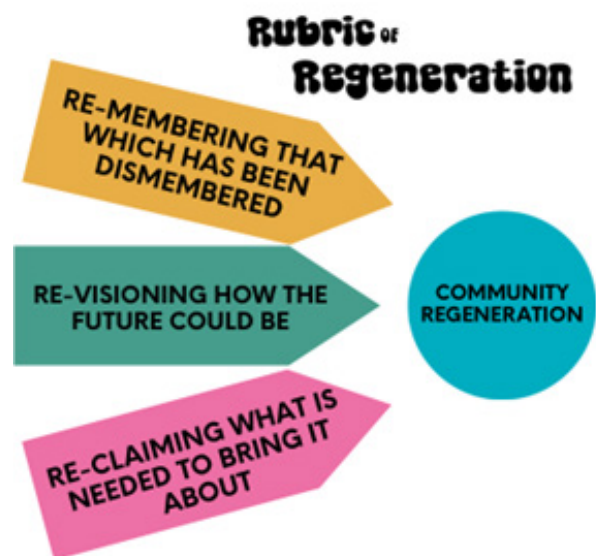 Rubric of
Regeneration
RE-MEMBERING THAT
WHICH HAS BEEN
DISMEMBERED
RE-VISIONING HOW THE
FUTURE COULD BE
RE-CLAIMING WHAT IS
NEEDED TO BRING IT
ABOUT
COMMUNITY
REGENERATION